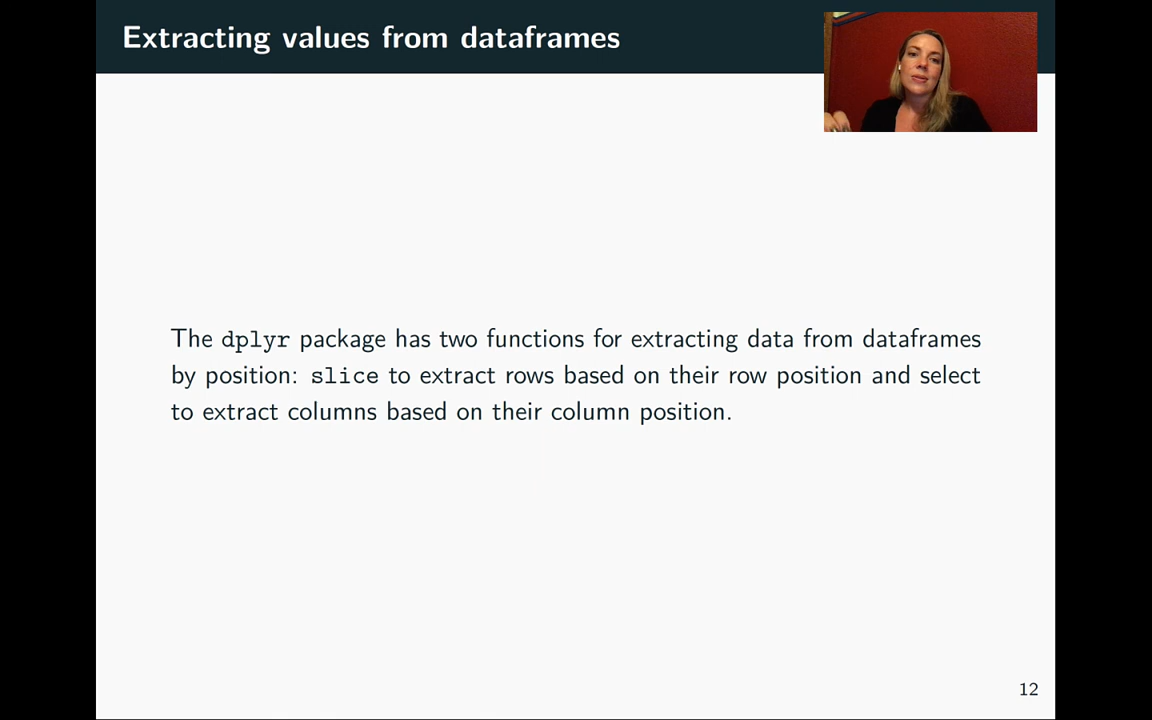 Extracting values from dataframes
The dplyr package has two functions for extracting data from dataframes
by position: slice to extract rows based on their row position and select
to extract columns based on their column position.
12